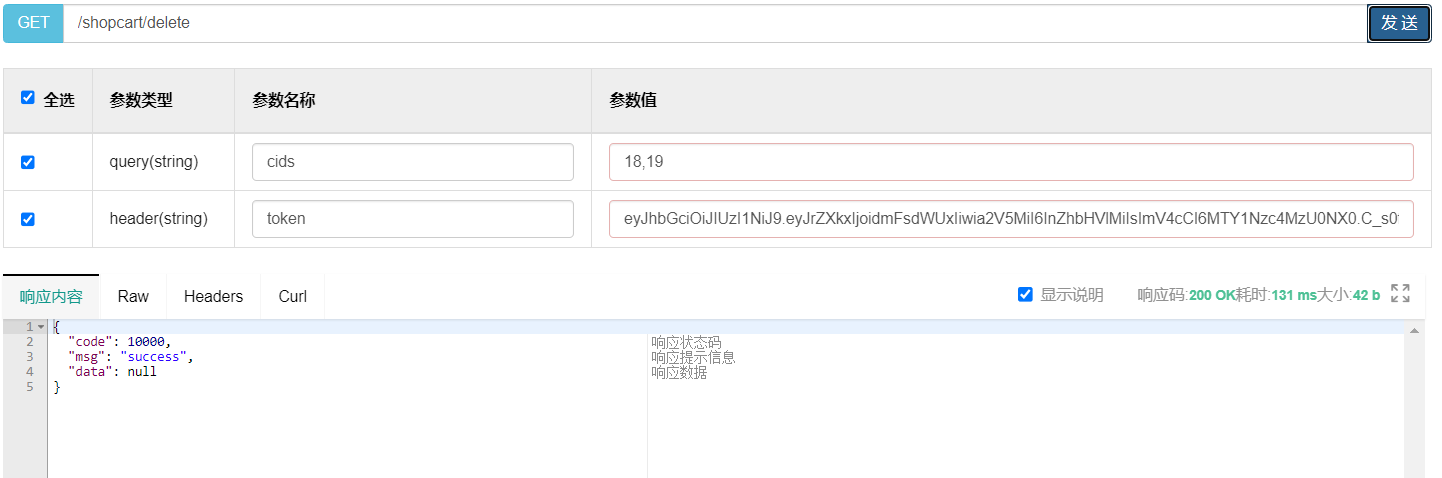 GET /shopcart/delete 发 送
全选 参数类型 参数名称 参数值
query(string) cids 18,19
header(string) token eyJhbGciOiJIUzI1NiJ9.eyJrZXkxIjoidmFsdWUxIiwia2V5MiI6InZhbHVlMiIsImV4cCI6MTY1Nzc4MzU0NX0.C_s0
响应内容 Raw Headers Curl 显示说明 响应码:200 OK耗时:131 ms大小:42 b
1 {
2 "code": 10000, 响应状态码
3 "msg": "success", 响应提示信息
4 "data": null 响应数据
5 }